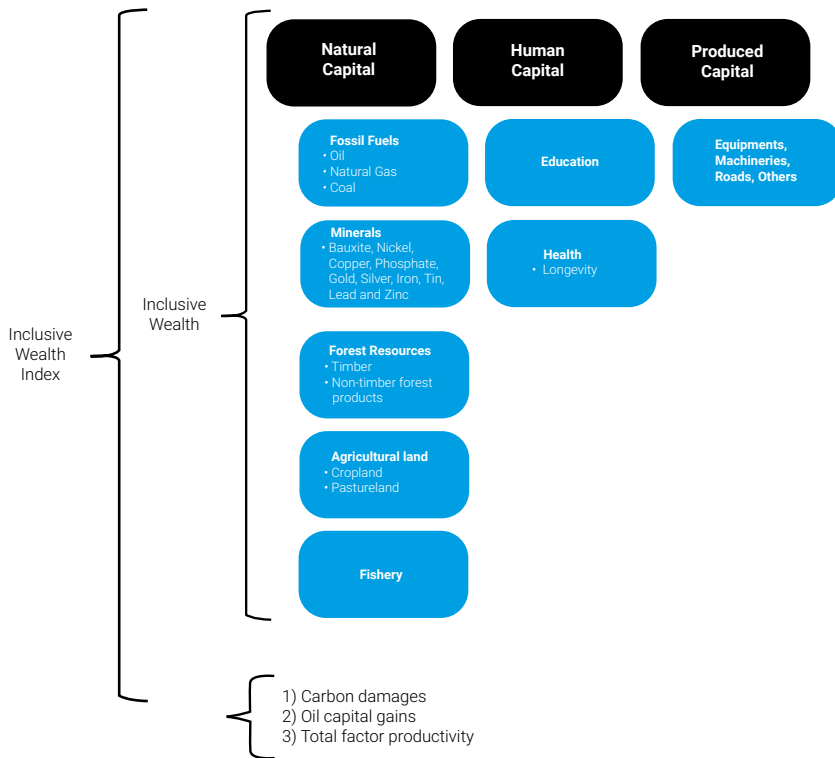 Natural
Capital
Human
Capital
Produced
Capital
Fossil Fuels
• Oil
• Natural Gas
• Coal
Education
Equipments,
Machineries,
Roads, Others
Minerals
• Bauxite, Nickel,
Copper, Phosphate,
Gold, Silver, Iron, Tin,
Lead and Zinc
Health
• Longevity
Inclusive
Wealth
Inclusive
Wealth
Index
Forest Resources
• Timber
• Non-timber forest
products
Agricultural land
• Cropland
• Pastureland
Fishery
1) Carbon damages
2) Oil capital gains
3) Total factor productivity